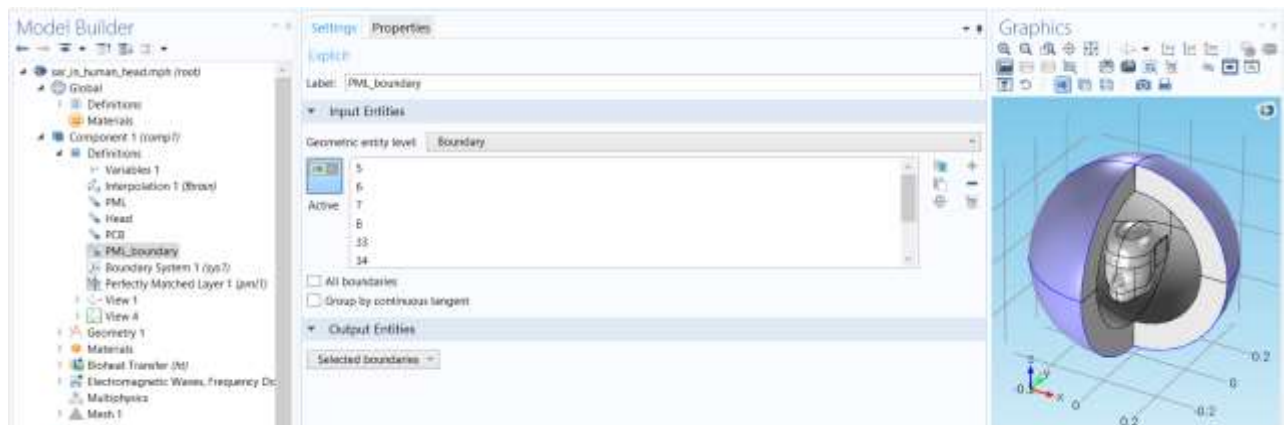 Model Builder
sar_in_human_head.mph (root)
Global
Definitions
Materials
Component 1 (comp1)
Definitions
Variables 1
Interpolation 1 (fbrain)
PML
Head
PCB
PML_boundary
Boundary System 1 (sys1)
Perfectly Matched Layer 1 (pml1)
View 1
View 4
Geometry 1
Materials
Bioheat Transfer (ht)
Electromagnetic Waves, Frequency Do
Multiphysics
Mesh 1
Settings Properties
Explicit
Label: PML_boundary
Input Entities
Geometric entity level: Boundary
Active
5
6
7
8
33
34
All boundaries
Group by continuous tangent
Output Entities
Selected boundaries
Graphics
0.2
0
-0.2
z
y
x
0
0.2